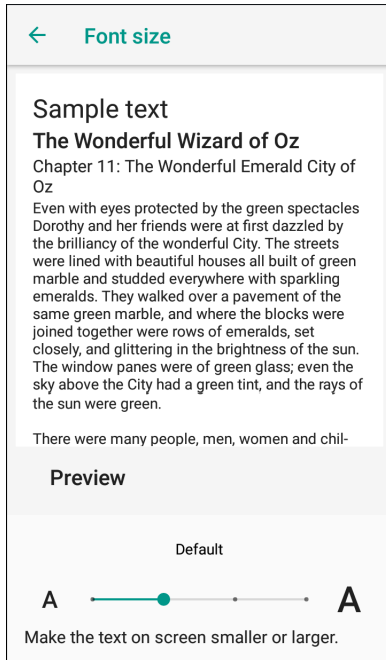 Font size
Sample text
The Wonderful Wizard of Oz
Chapter 11: The Wonderful Emerald City of
Oz
Even with eyes protected by the green spectacles
Dorothy and her friends were at first dazzled by
the brilliancy of the wonderful City. The streets
were lined with beautiful houses all built of green
marble and studded everywhere with sparkling
emeralds. They walked over a pavement of the
same green marble, and where the blocks were
joined together were rows of emeralds, set
closely, and glittering in the brightness of the sun.
The window panes were of green glass; even the
sky above the City had a green tint, and the rays of
the sun were green.
There were many people, men, women and chil-
Preview
Default
A A
Make the text on screen smaller or larger.